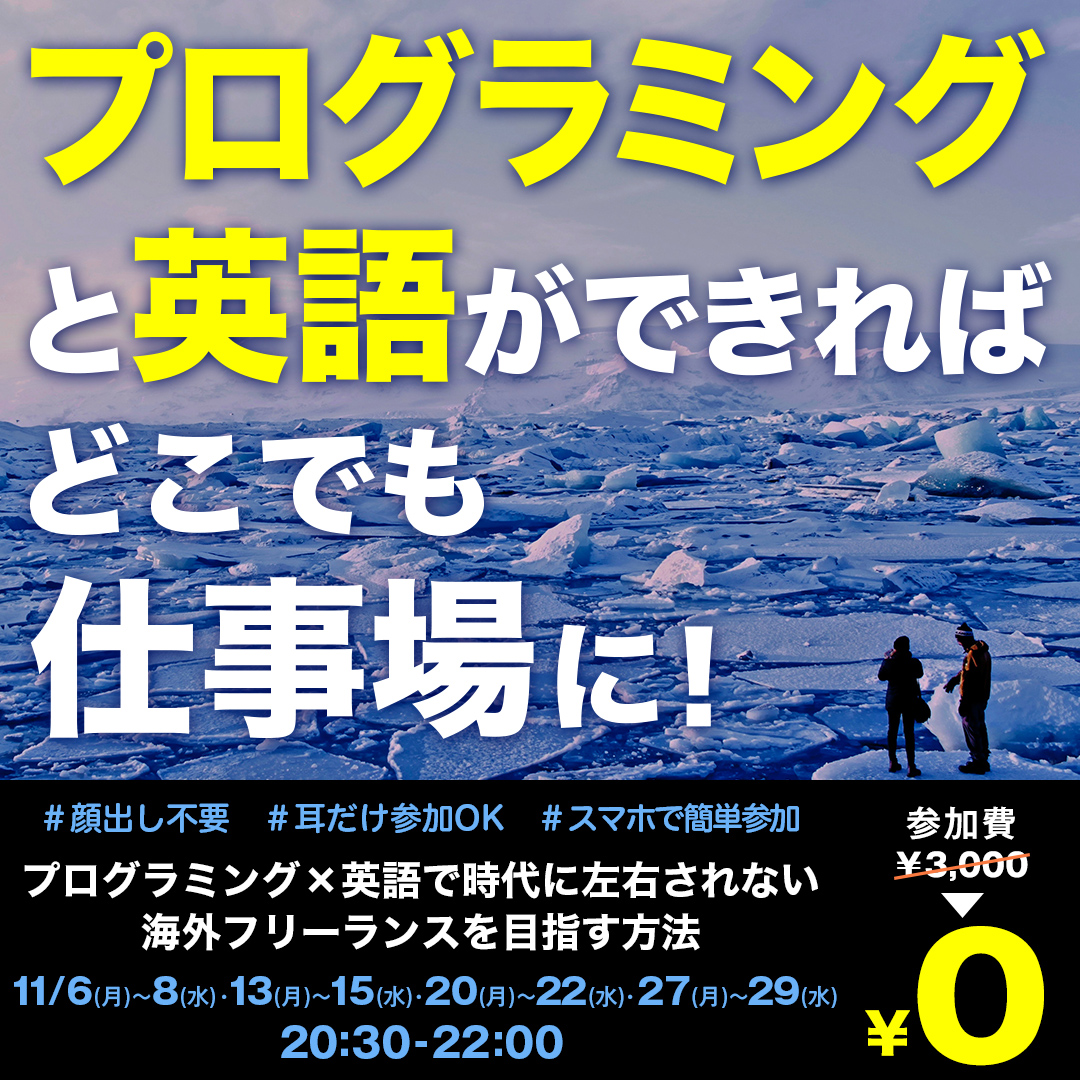 プログラミング
と英語ができれば
どこでも
仕事場に!
#顔出し不要 #耳だけ参加OK #スマホで簡単参加
プログラミング×英語で時代に左右されない
海外フリーランスを目指す方法
11/6(月)~8(水)・13(月)~15(水)・20(月)~22(水)・27(月)~29(水)
20:30-22:00
参加費
¥3,000
¥0